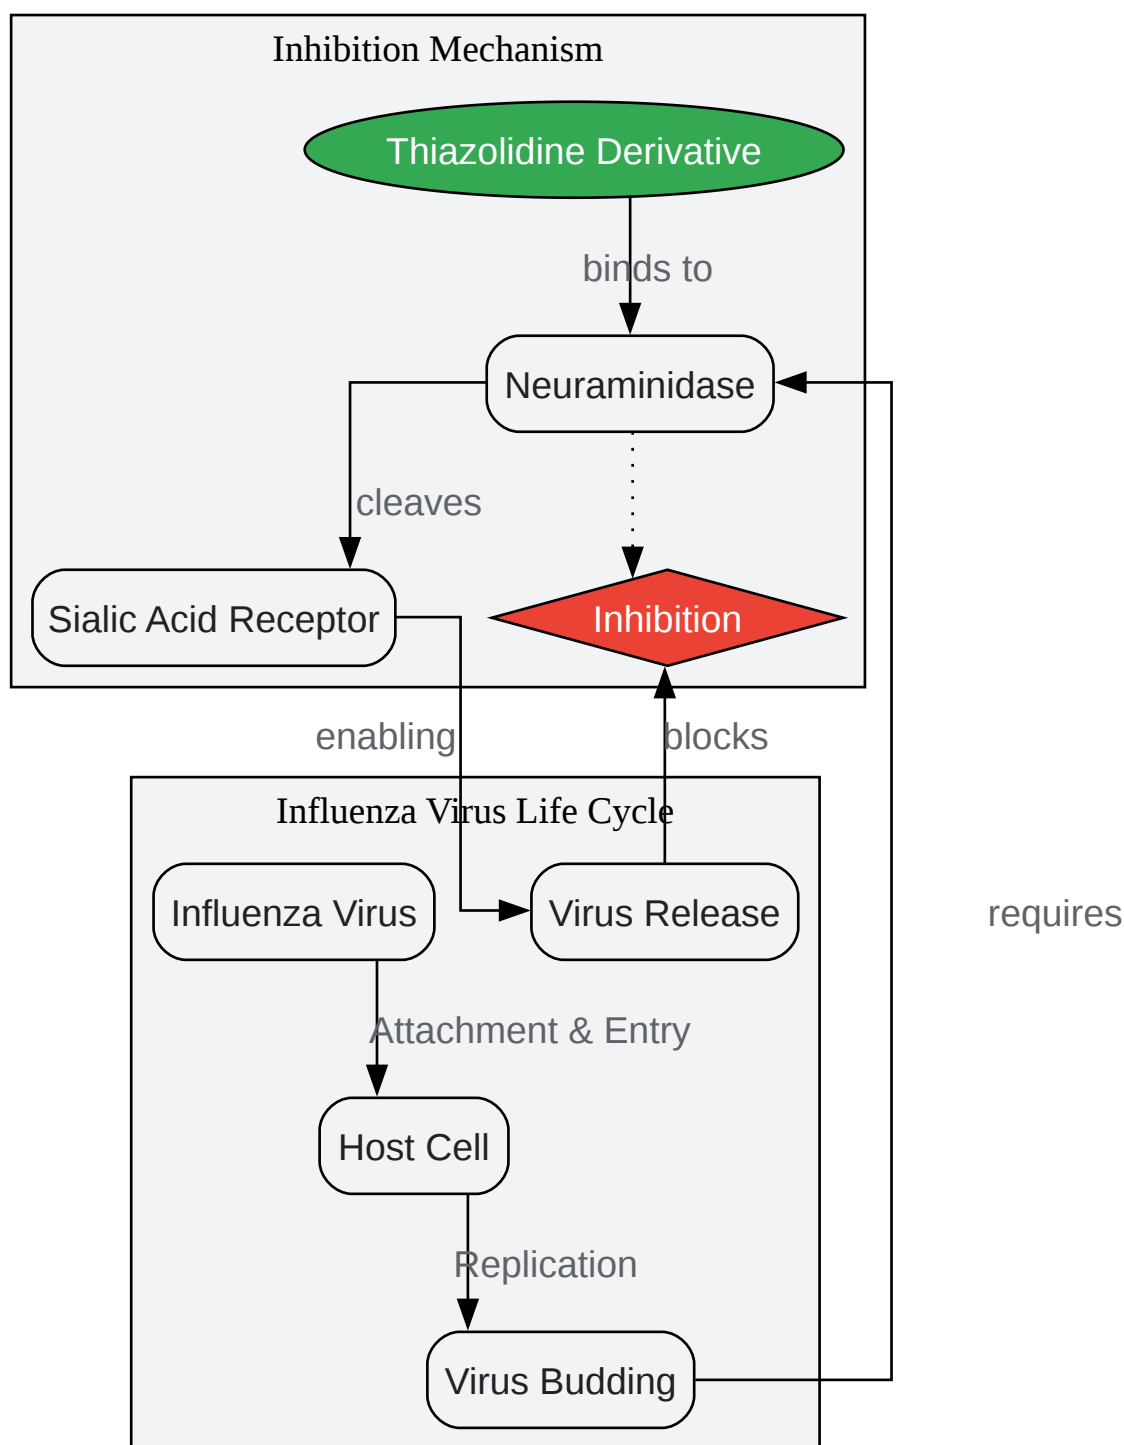 Inhibition Mechanism
Thiazolidine Derivative
binds to
Neuraminidase
cleaves
Sialic Acid Receptor
Inhibition
enabling
blocks
Influenza Virus Life Cycle
Influenza Virus
Virus Release
requires
Attachment & Entry
Host Cell
Replication
Virus Budding